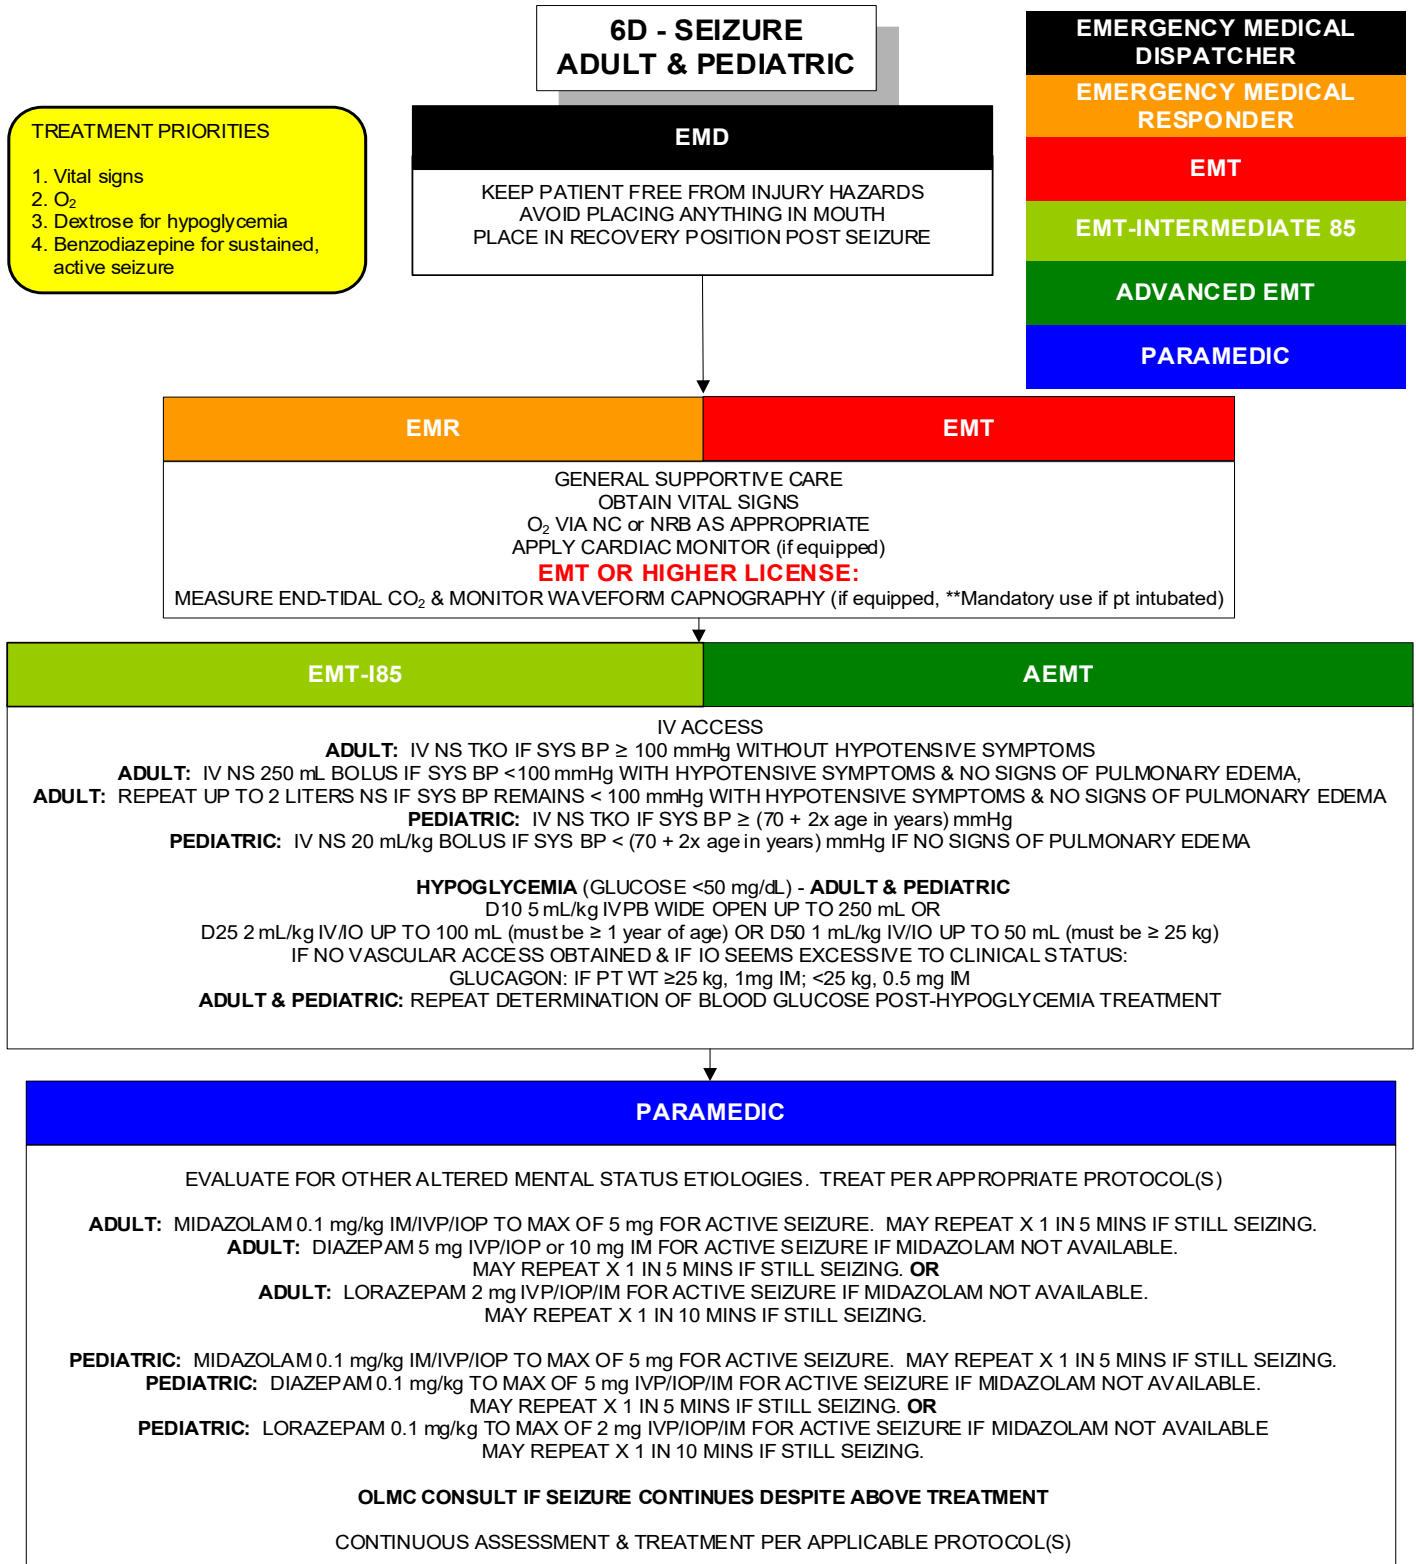 6D - SEIZURE
ADULT & PEDIATRIC
EMERGENCY MEDICAL
DISPATCHER
EMERGENCY MEDICAL
RESPONDER
EMT
EMT-INTERMEDIATE 85
ADVANCED EMT
PARAMEDIC
TREATMENT PRIORITIES
1. Vital signs
2. O₂
3. Dextrose for hypoglycemia
4. Benzodiazepine for sustained,
active seizure
EMD
KEEP PATIENT FREE FROM INJURY HAZARDS
AVOID PLACING ANYTHING IN MOUTH
PLACE IN RECOVERY POSITION POST SEIZURE
EMR
EMT
GENERAL SUPPORTIVE CARE
OBTAIN VITAL SIGNS
O₂ VIA NC or NRB AS APPROPRIATE
APPLY CARDIAC MONITOR (if equipped)
EMT OR HIGHER LICENSE:
MEASURE END-TIDAL CO₂ & MONITOR WAVEFORM CAPNOGRAPHY (if equipped, **Mandatory use if pt intubated)
EMT-I85
AEMT
IV ACCESS
ADULT: IV NS TKO IF SYS BP ≥ 100 mmHg WITHOUT HYPOTENSIVE SYMPTOMS
ADULT: IV NS 250 mL BOLUS IF SYS BP <100 mmHg WITH HYPOTENSIVE SYMPTOMS & NO SIGNS OF PULMONARY EDEMA,
ADULT: REPEAT UP TO 2 LITERS NS IF SYS BP REMAINS < 100 mmHg WITH HYPOTENSIVE SYMPTOMS & NO SIGNS OF PULMONARY EDEMA
PEDIATRIC: IV NS TKO IF SYS BP ≥ (70 + 2x age in years) mmHg
PEDIATRIC: IV NS 20 mL/kg BOLUS IF SYS BP < (70 + 2x age in years) mmHg IF NO SIGNS OF PULMONARY EDEMA
HYPOGLYCEMIA (GLUCOSE <50 mg/dL) - ADULT & PEDIATRIC
D10 5 mL/kg IVPB WIDE OPEN UP TO 250 mL OR
D25 2 mL/kg IV/IO UP TO 100 mL (must be ≥ 1 year of age) OR D50 1 mL/kg IV/IO UP TO 50 mL (must be ≥ 25 kg)
IF NO VASCULAR ACCESS OBTAINED & IF IO SEEMS EXCESSIVE TO CLINICAL STATUS:
GLUCAGON: IF PT WT ≥25 kg, 1mg IM; <25 kg, 0.5 mg IM
ADULT & PEDIATRIC: REPEAT DETERMINATION OF BLOOD GLUCOSE POST-HYPOGLYCEMIA TREATMENT
PARAMEDIC
EVALUATE FOR OTHER ALTERED MENTAL STATUS ETIOLOGIES. TREAT PER APPROPRIATE PROTOCOL(S)
ADULT: MIDAZOLAM 0.1 mg/kg IM/IVP/IOP TO MAX OF 5 mg FOR ACTIVE SEIZURE. MAY REPEAT X 1 IN 5 MINS IF STILL SEIZING.
ADULT: DIAZEPAM 5 mg IVP/IOP or 10 mg IM FOR ACTIVE SEIZURE IF MIDAZOLAM NOT AVAILABLE.
MAY REPEAT X 1 IN 5 MINS IF STILL SEIZING. OR
ADULT: LORAZEPAM 2 mg IVP/IOP/IM FOR ACTIVE SEIZURE IF MIDAZOLAM NOT AVAILABLE.
MAY REPEAT X 1 IN 10 MINS IF STILL SEIZING.
PEDIATRIC: MIDAZOLAM 0.1 mg/kg IM/IVP/IOP TO MAX OF 5 mg FOR ACTIVE SEIZURE. MAY REPEAT X 1 IN 5 MINS IF STILL SEIZING.
PEDIATRIC: DIAZEPAM 0.1 mg/kg TO MAX OF 5 mg IVP/IOP/IM FOR ACTIVE SEIZURE IF MIDAZOLAM NOT AVAILABLE.
MAY REPEAT X 1 IN 5 MINS IF STILL SEIZING. OR
PEDIATRIC: LORAZEPAM 0.1 mg/kg TO MAX OF 2 mg IVP/IOP/IM FOR ACTIVE SEIZURE IF MIDAZOLAM NOT AVAILABLE
MAY REPEAT X 1 IN 10 MINS IF STILL SEIZING.
OLMC CONSULT IF SEIZURE CONTINUES DESPITE ABOVE TREATMENT
CONTINUOUS ASSESSMENT & TREATMENT PER APPLICABLE PROTOCOL(S)